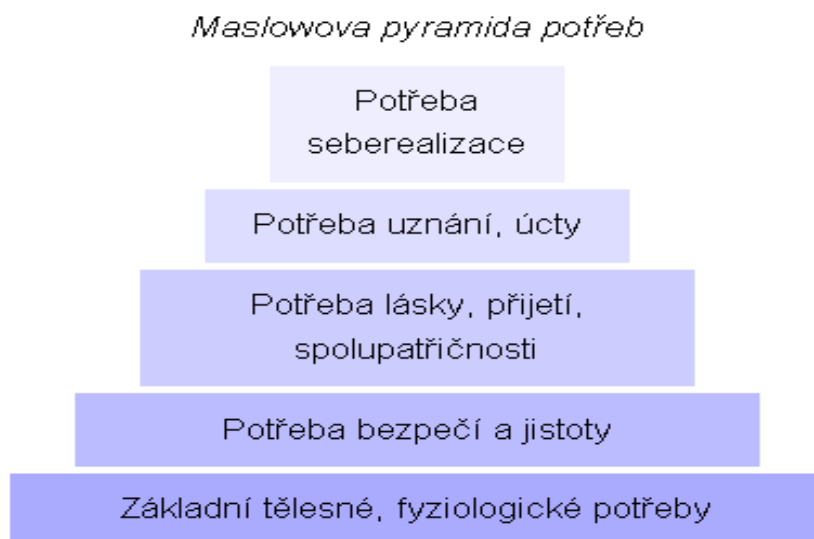 Maslowova pyramida potřeb
Potřeba
seberealizace
Potřeba uznání, úcty
Potřeba lásky, přijetí,
spolupatřičnosti
Potřeba bezpečí a jistoty
Základní tělesné, fyziologické potřeby